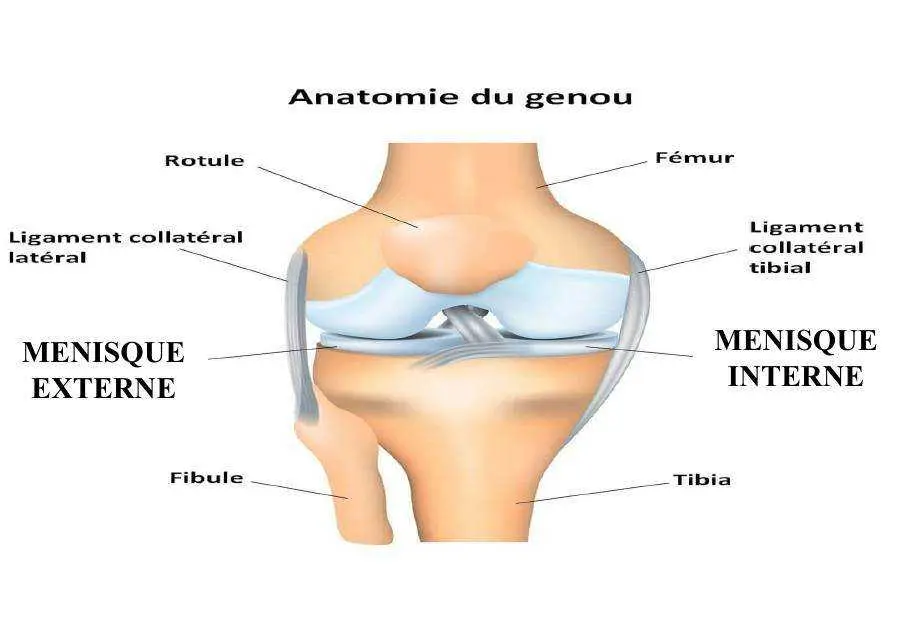 Anatomie du genou
Rotule
Fémur
Ligament collatéral
latéral
Ligament
collatéral
tibial
MENISQUE
EXTERNE
MENISQUE
INTERNE
Fibule
Tibia